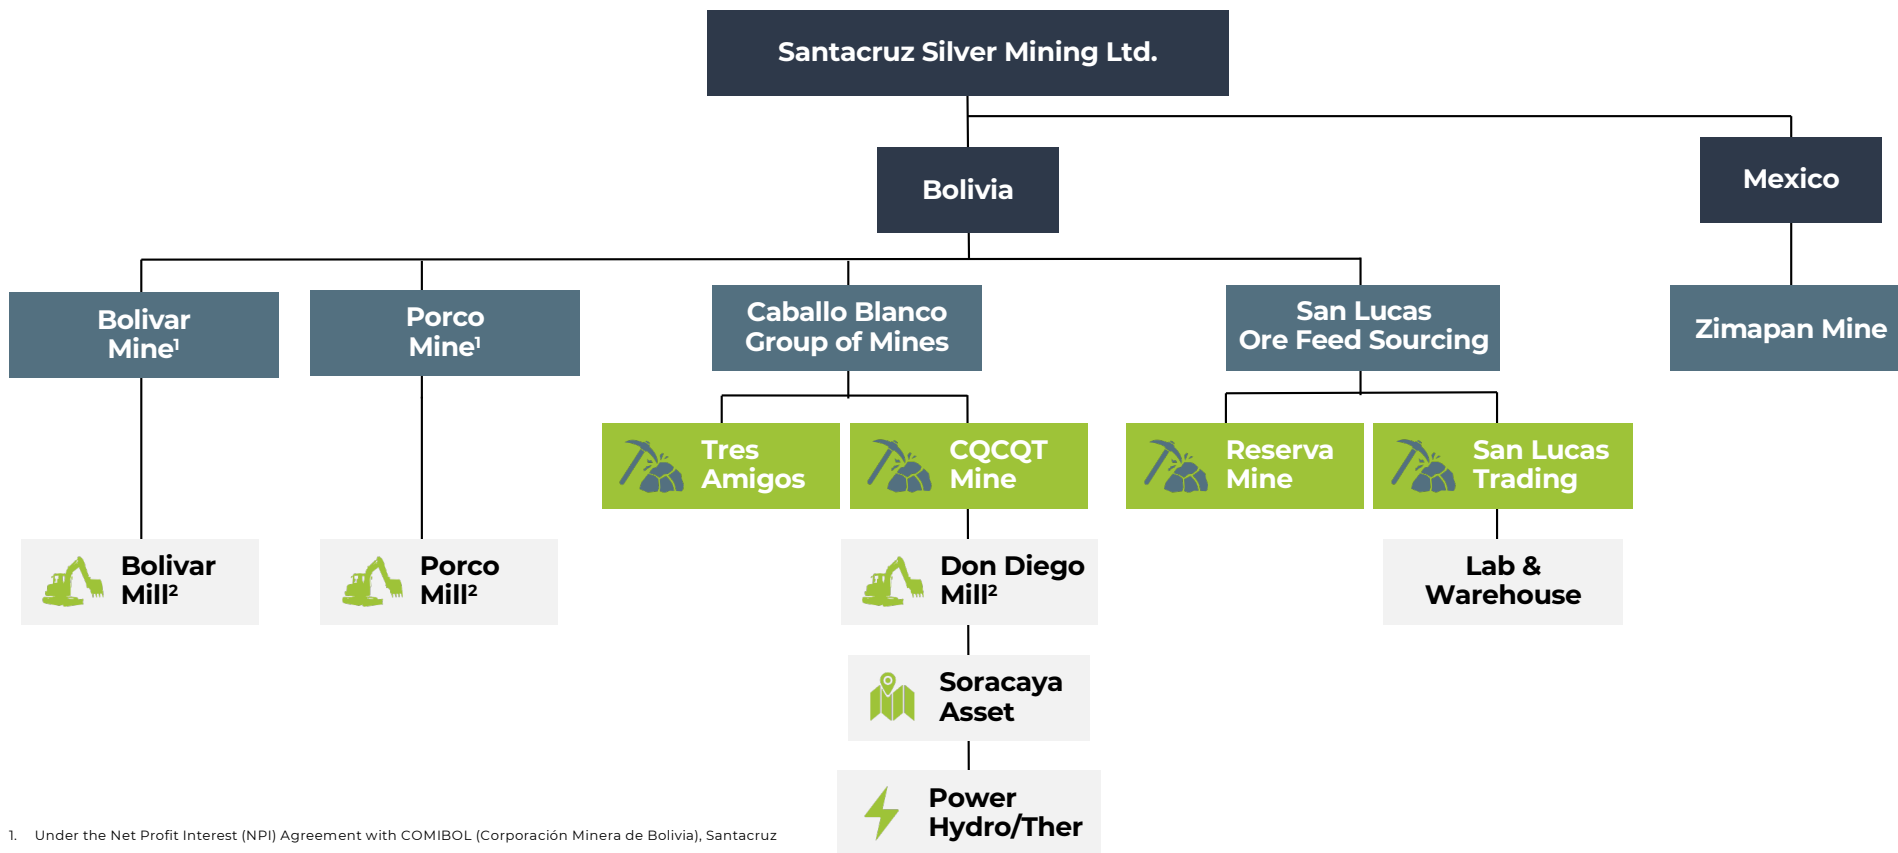 Santacruz Silver Mining Ltd.
Bolivia
Mexico
Bolivar
Mine¹
Porco
Mine¹
Caballo Blanco
Group of Mines
San Lucas
Ore Feed Sourcing
Zimapan Mine
Tres
Amigos
CQCQT
Mine
Reserva
Mine
San Lucas
Trading
Bolivar
Mill²
Porco
Mill²
Don Diego
Mill²
Lab &
Warehouse
Soracaya
Asset
Power
Hydro/Ther
1. Under the Net Profit Interest (NPI) Agreement with COMIBOL (Corporación Minera de Bolivia), Santacruz